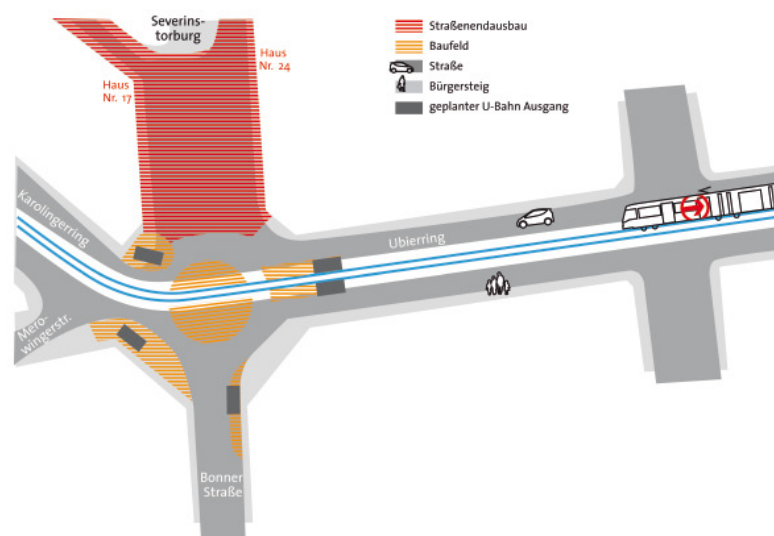 Severins-
torburg
Haus
Nr. 24
Haus
Nr. 17
Straßenendausbau
Baufeld
Straße
Bürgersteig
geplanter U-Bahn Ausgang
Karolingerring
Ubierring
Mero-
wingerstr.
Bonner
Straße